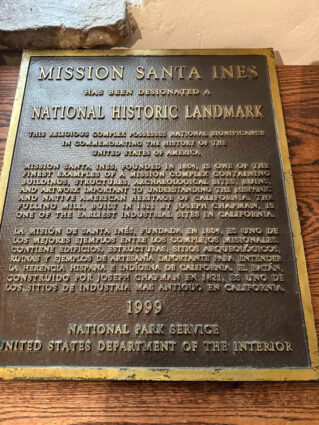 MISSION SANTA INES
HAS BEEN DESIGNATED A
NATIONAL HISTORIC LANDMARK
THIS RELIGIOUS COMPLEX POSSESSES NATIONAL SIGNIFICANCE
IN COMMEMORATING THE HISTORY OF THE
UNITED STATES OF AMERICA.
MISSION SANTA INES, FOUNDED IN 1804, IS ONE OF THE
FINEST EXAMPLES OF A MISSION COMPLEX CONTAINING
BUILDINGS, STRUCTURES, ARCHAEOLOGICAL SITES, RUINS,
AND ARTWORK IMPORTANT TO UNDERSTANDING THE HISPANIC
AND NATIVE AMERICAN HERITAGE OF CALIFORNIA. THE
FULLING MILL, BUILT IN 1821 BY JOSEPH CHAPMAN, IS
ONE OF THE EARLIEST INDUSTRIAL SITES IN CALIFORNIA.
LA MISIÓN DE SANTA INÉS, FUNDADA EN 1804, ES UNO DE
LOS MEJORES EJEMPLOS ENTRE LOS COMPLEJOS MISIONALES.
CONTIENE EDIFICIOS, ESTRUCTURAS, SITIOS ARQUEOLÓGICOS,
RUINAS Y EJEMPLOS DE ARTESANÍA IMPORTANTE PARA ENTENDER
LA HERENCIA HISPANA E INDÍGENA DE CALIFORNIA. EL BATÁN,
CONSTRUIDO POR JOSEPH CHAPMAN EN 1821, ES UNO DE
LOS SITIOS DE INDUSTRIA MAS ANTIGUO EN CALIFORNIA.
1999
NATIONAL PARK SERVICE
UNITED STATES DEPARTMENT OF THE INTERIOR